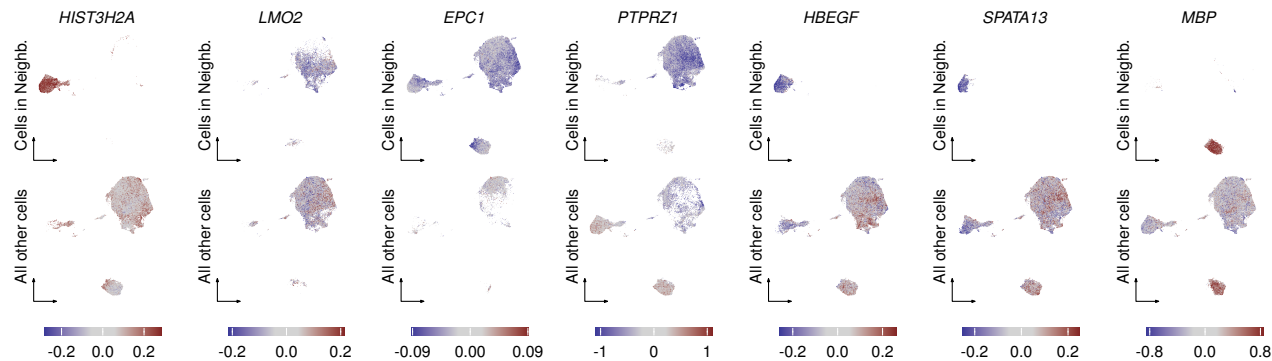 HIST3H2A LMO2 EPC1 PTPRZ1 HBEGF SPATA13 MBP
Cells in Neighb. Cells in Neighb. Cells in Neighb. Cells in Neighb. Cells in Neighb. Cells in Neighb. Cells in Neighb.
All other cells All other cells All other cells All other cells All other cells All other cells All other cells
-0.2 0.0 0.2 -0.2 0.0 0.2 -0.09 0.00 0.09 -1 0 1 -0.2 0.0 0.2 -0.2 0.0 0.2 -0.8 0.0 0.8